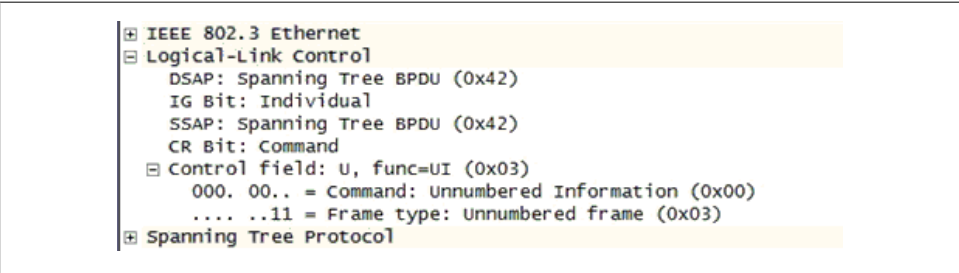 IEEE 802.3 Ethernet
Logical-Link Control
DSAP: Spanning Tree BPDU (0x42)
IG Bit: Individual
SSAP: Spanning Tree BPDU (0x42)
CR Bit: Command
Control field: U, func=UI (0x03)
000. 00.. = Command: Unnumbered Information (0x00)
.... ..11 = Frame type: Unnumbered frame (0x03)
Spanning Tree Protocol